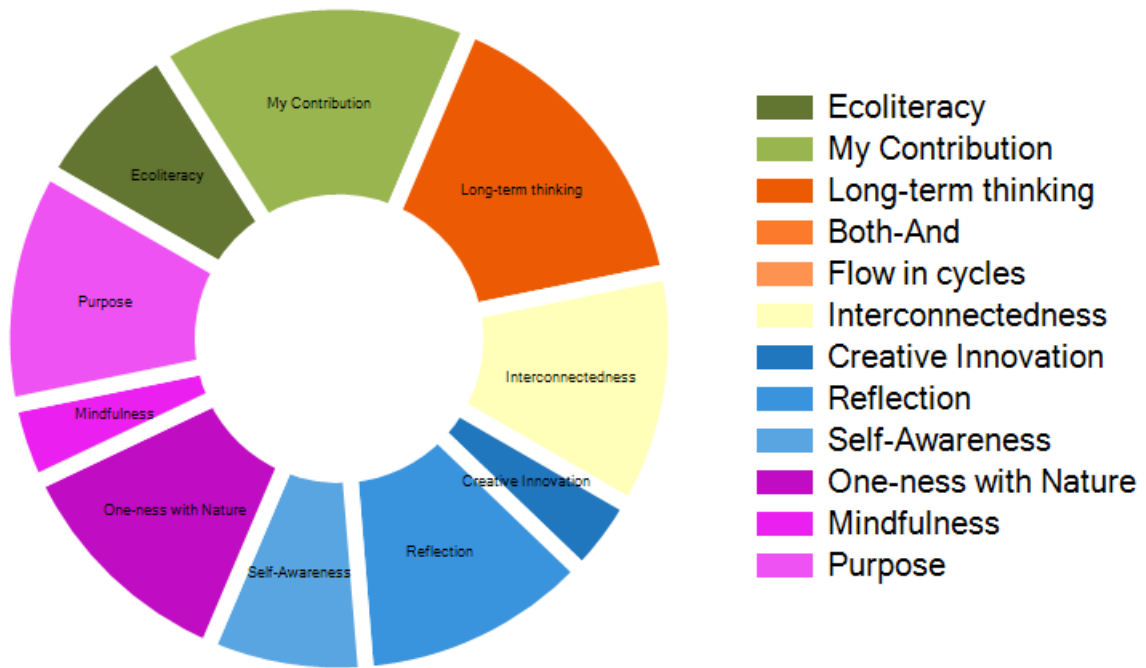 My Contribution
Ecoliteracy
Long-term thinking
Purpose
Interconnectedness
Mindfulness
Creative Innovation
One-ness with Nature
Reflection
Self-Awareness
Ecoliteracy
My Contribution
Long-term thinking
Both-And
Flow in cycles
Interconnectedness
Creative Innovation
Reflection
Self-Awareness
One-ness with Nature
Mindfulness
Purpose